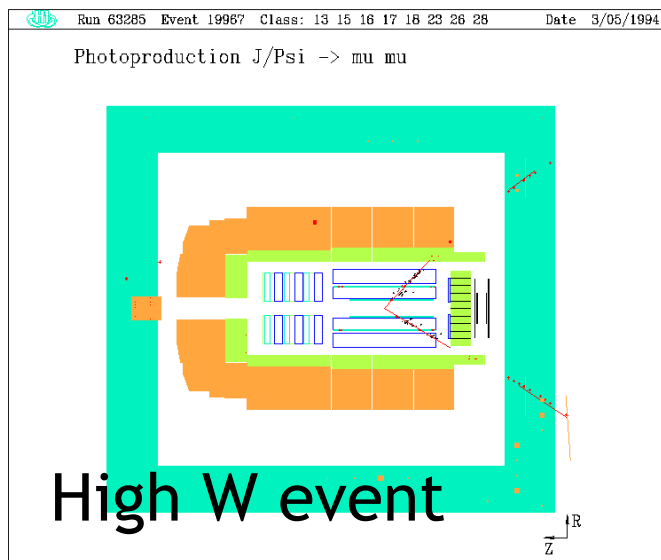 Run 63285 Event 19967 Class: 13 15 16 17 18 23 26 28 Date 3/05/1994
Photoproduction J/Psi -> mu mu
High W event
R
Z